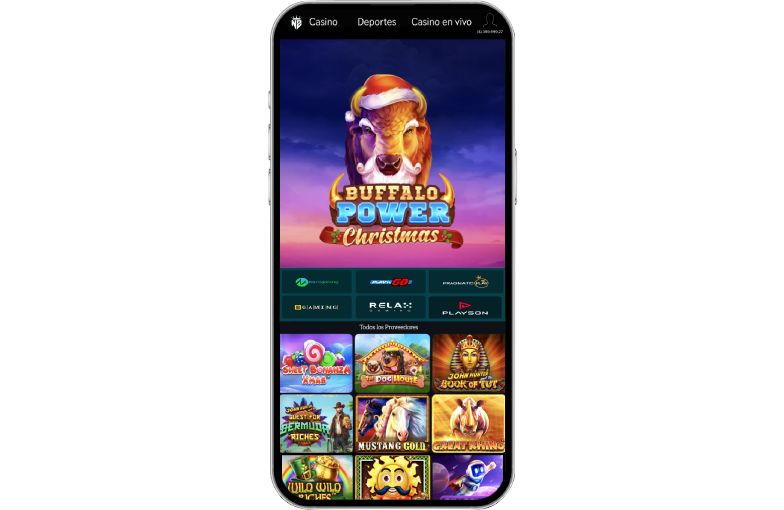 NB Casino Deportes Casino en vivo
BUFFALO
POWER
Christmas
PLAY'N GO PRAGMATIC PLAY
BGAMING RELAX GAMING PLAYSON
Todos los Proveedores
SWEET BONANZA XMAS THE DOG HOUSE JOHN HUNTER BOOK OF TUT
JOHN HUNTER QUEST FOR BERMUDA RICHES MUSTANG GOLD GREAT RHINO
WILD WILD RICHES